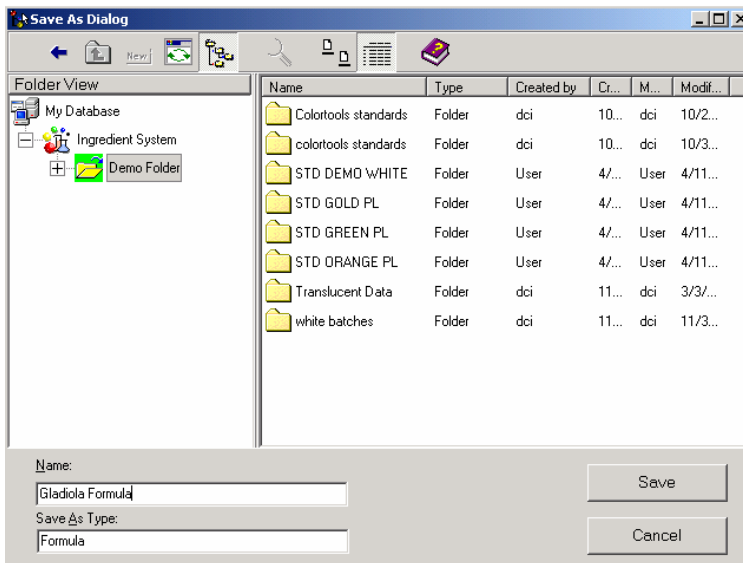 Save As Dialog
New
Folder View
My Database
Ingredient System
Demo Folder
Name Type Created by Cr... M... Modif...
Colortools standards Folder dci 10... dci 10/2...
colortools standards Folder dci 10... dci 10/3...
STD DEMO WHITE Folder User 4/... User 4/11...
STD GOLD PL Folder User 4/... User 4/11...
STD GREEN PL Folder User 4/... User 4/11...
STD ORANGE PL Folder User 4/... User 4/11...
Translucent Data Folder dci 11... dci 3/3/...
white batches Folder dci 11... dci 11/3...
Name:
Gladiola Formula
Save As Type:
Formula
Save
Cancel